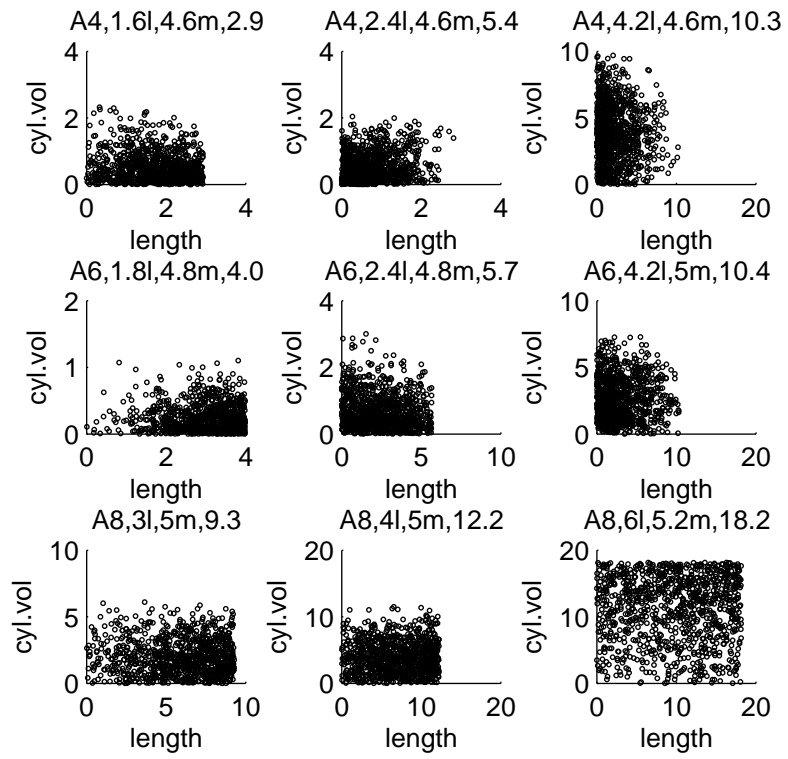 A4,1.6l,4.6m,2.9
4
2
0
cyl.vol
0 2 4
length
A4,2.4l,4.6m,5.4
4
2
0
cyl.vol
0 2 4
length
A4,4.2l,4.6m,10.3
10
5
0
cyl.vol
0 10 20
length
A6,1.8l,4.8m,4.0
2
1
0
cyl.vol
0 2 4
length
A6,2.4l,4.8m,5.7
4
2
0
cyl.vol
0 5 10
length
A6,4.2l,5m,10.4
10
5
0
cyl.vol
0 10 20
length
A8,3l,5m,9.3
10
5
0
cyl.vol
0 5 10
length
A8,4l,5m,12.2
20
10
0
cyl.vol
0 10 20
length
A8,6l,5.2m,18.2
20
10
0
cyl.vol
0 10 20
length